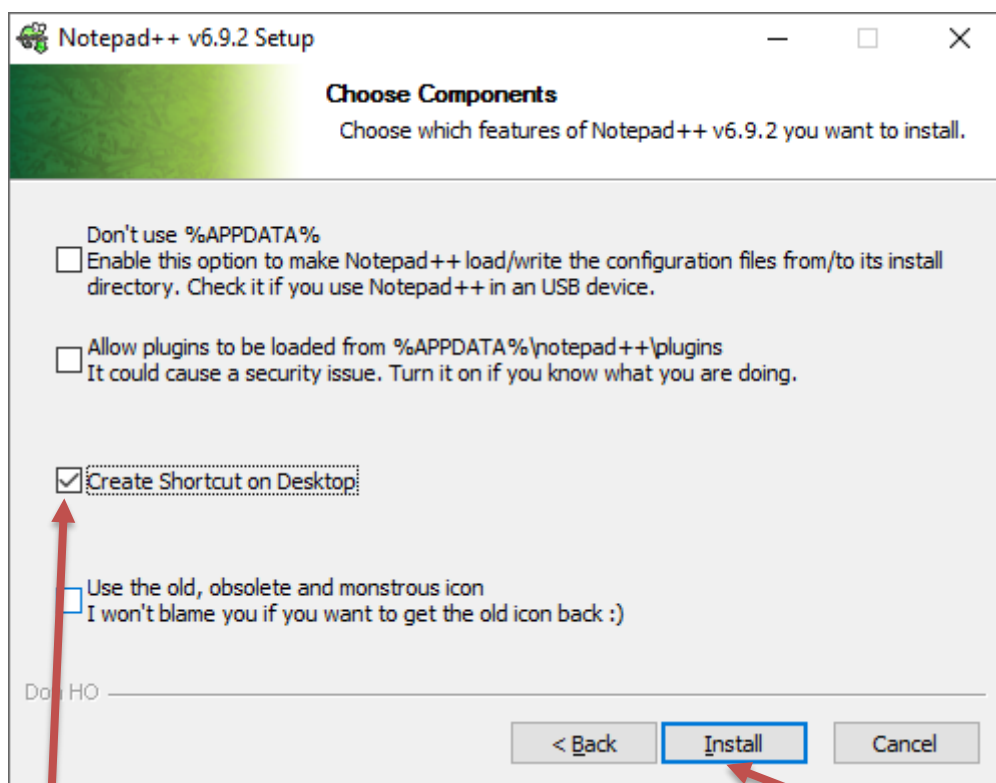 Notepad++ v6.9.2 Setup
Choose Components
Choose which features of Notepad++ v6.9.2 you want to install.
Don't use %APPDATA%
Enable this option to make Notepad++ load/write the configuration files from/to its install
directory. Check it if you use Notepad++ in an USB device.
Allow plugins to be loaded from %APPDATA%\notepad++\plugins
It could cause a security issue. Turn it on if you know what you are doing.
Create Shortcut on Desktop
Use the old, obsolete and monstrous icon
I won't blame you if you want to get the old icon back :)
Don HO
< Back Install Cancel